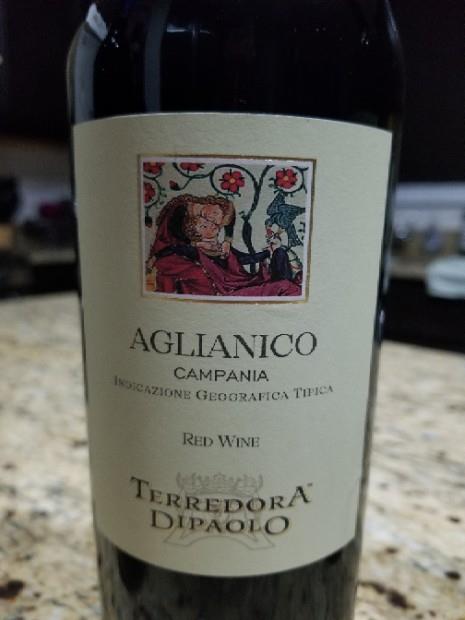 AGLIANICO
CAMPANIA
INDICAZIONE GEOGRAFICA TIPICA
RED WINE
TERREDORA
DIPAOLO